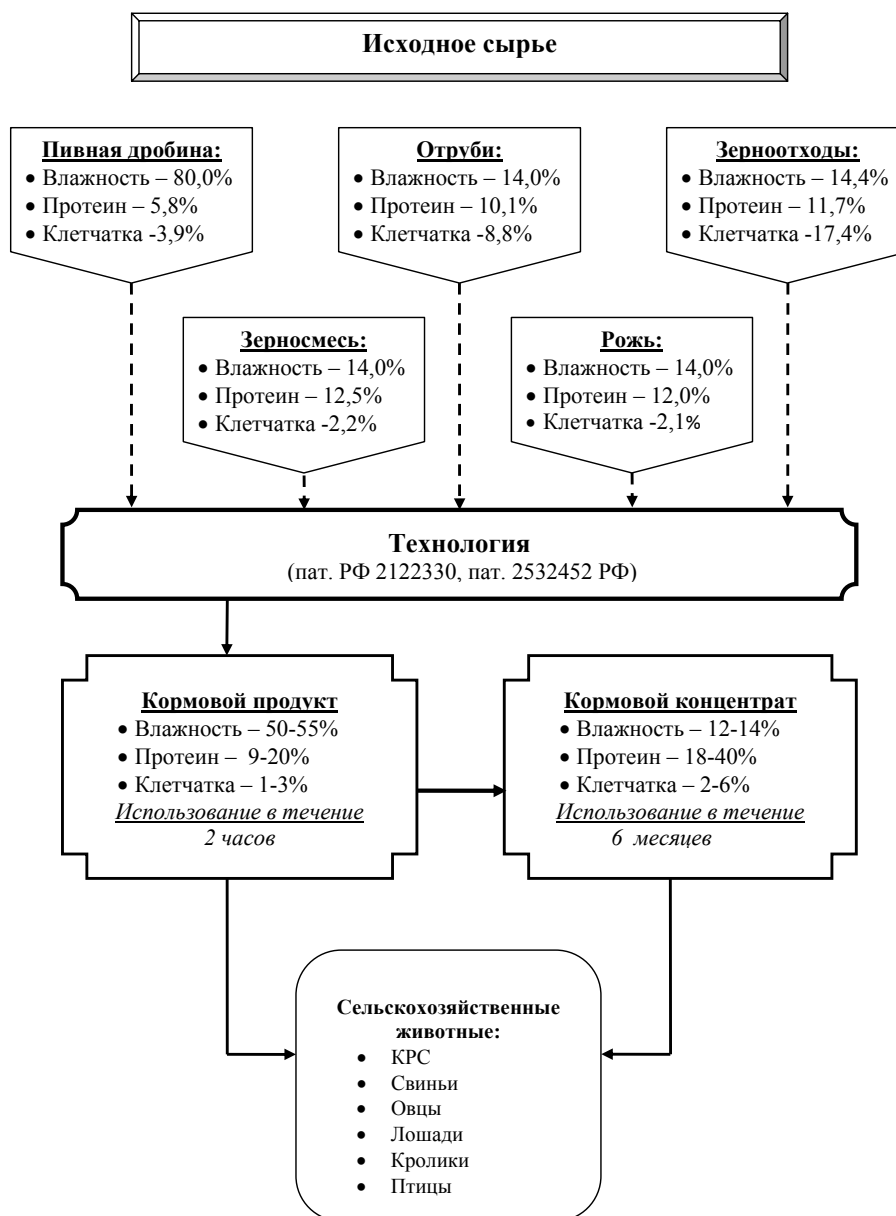 Исходное сырье
Пивная дробина:
• Влажность – 80,0%
• Протеин – 5,8%
• Клетчатка -3,9%
Отруби:
• Влажность – 14,0%
• Протеин – 10,1%
• Клетчатка -8,8%
Зерноотходы:
• Влажность – 14,4%
• Протеин – 11,7%
• Клетчатка -17,4%
Зерносмесь:
• Влажность – 14,0%
• Протеин – 12,5%
• Клетчатка -2,2%
Рожь:
• Влажность – 14,0%
• Протеин – 12,0%
• Клетчатка -2,1%
Технология
(пат. РФ 2122330, пат. 2532452 РФ)
Кормовой продукт
• Влажность – 50-55%
• Протеин – 9-20%
• Клетчатка – 1-3%
Использование в течение
2 часов
Кормовой концентрат
• Влажность – 12-14%
• Протеин – 18-40%
• Клетчатка – 2-6%
Использование в течение
6 месяцев
Сельскохозяйственные
животные:
• КРС
• Свиньи
• Овцы
• Лошади
• Кролики
• Птицы